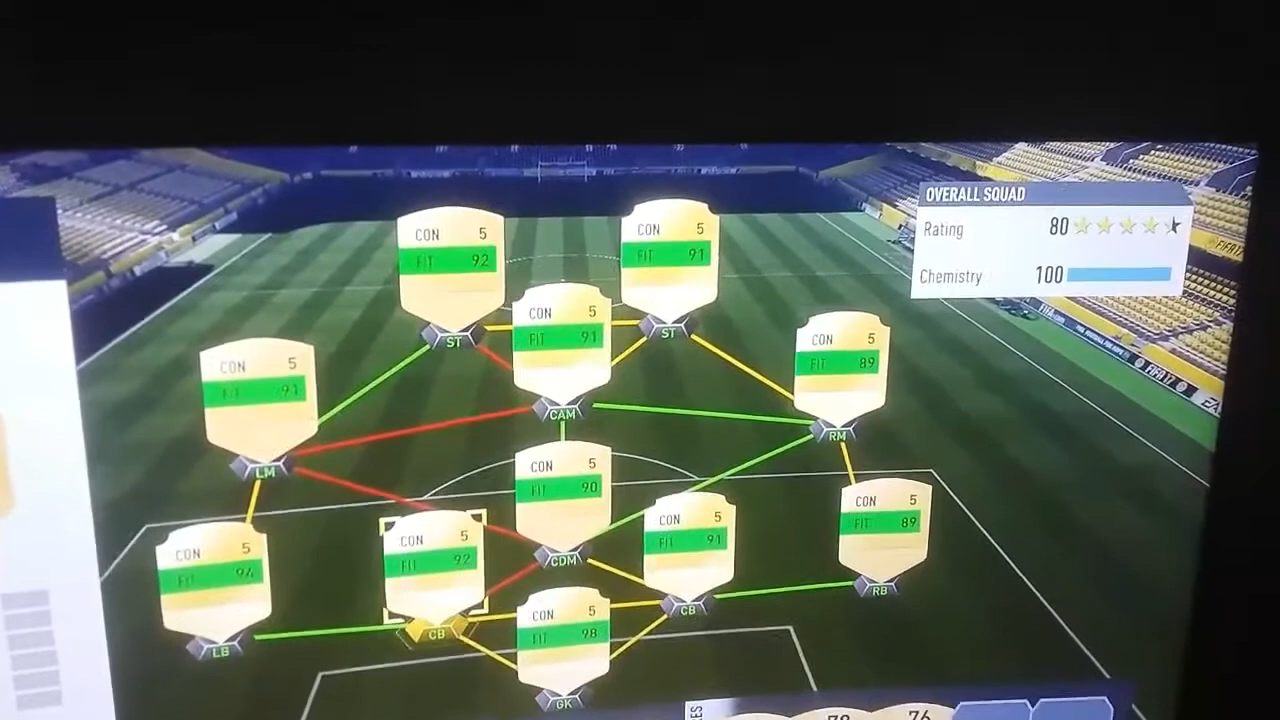 OVERALL SQUAD
Rating 80
Chemistry 100
CON 5
FIT 92
ST
CON 5
FIT 91
ST
CON 5
FIT 91
CAM
CON 5
FIT 91
LM
CON 5
FIT 89
RM
CON 5
FIT 90
CDM
CON 5
FIT 94
LB
CON 5
FIT 92
CB
CON 5
FIT 91
CB
CON 5
FIT 89
RB
CON 5
FIT 98
GK
FIFA 17
EA
78
76